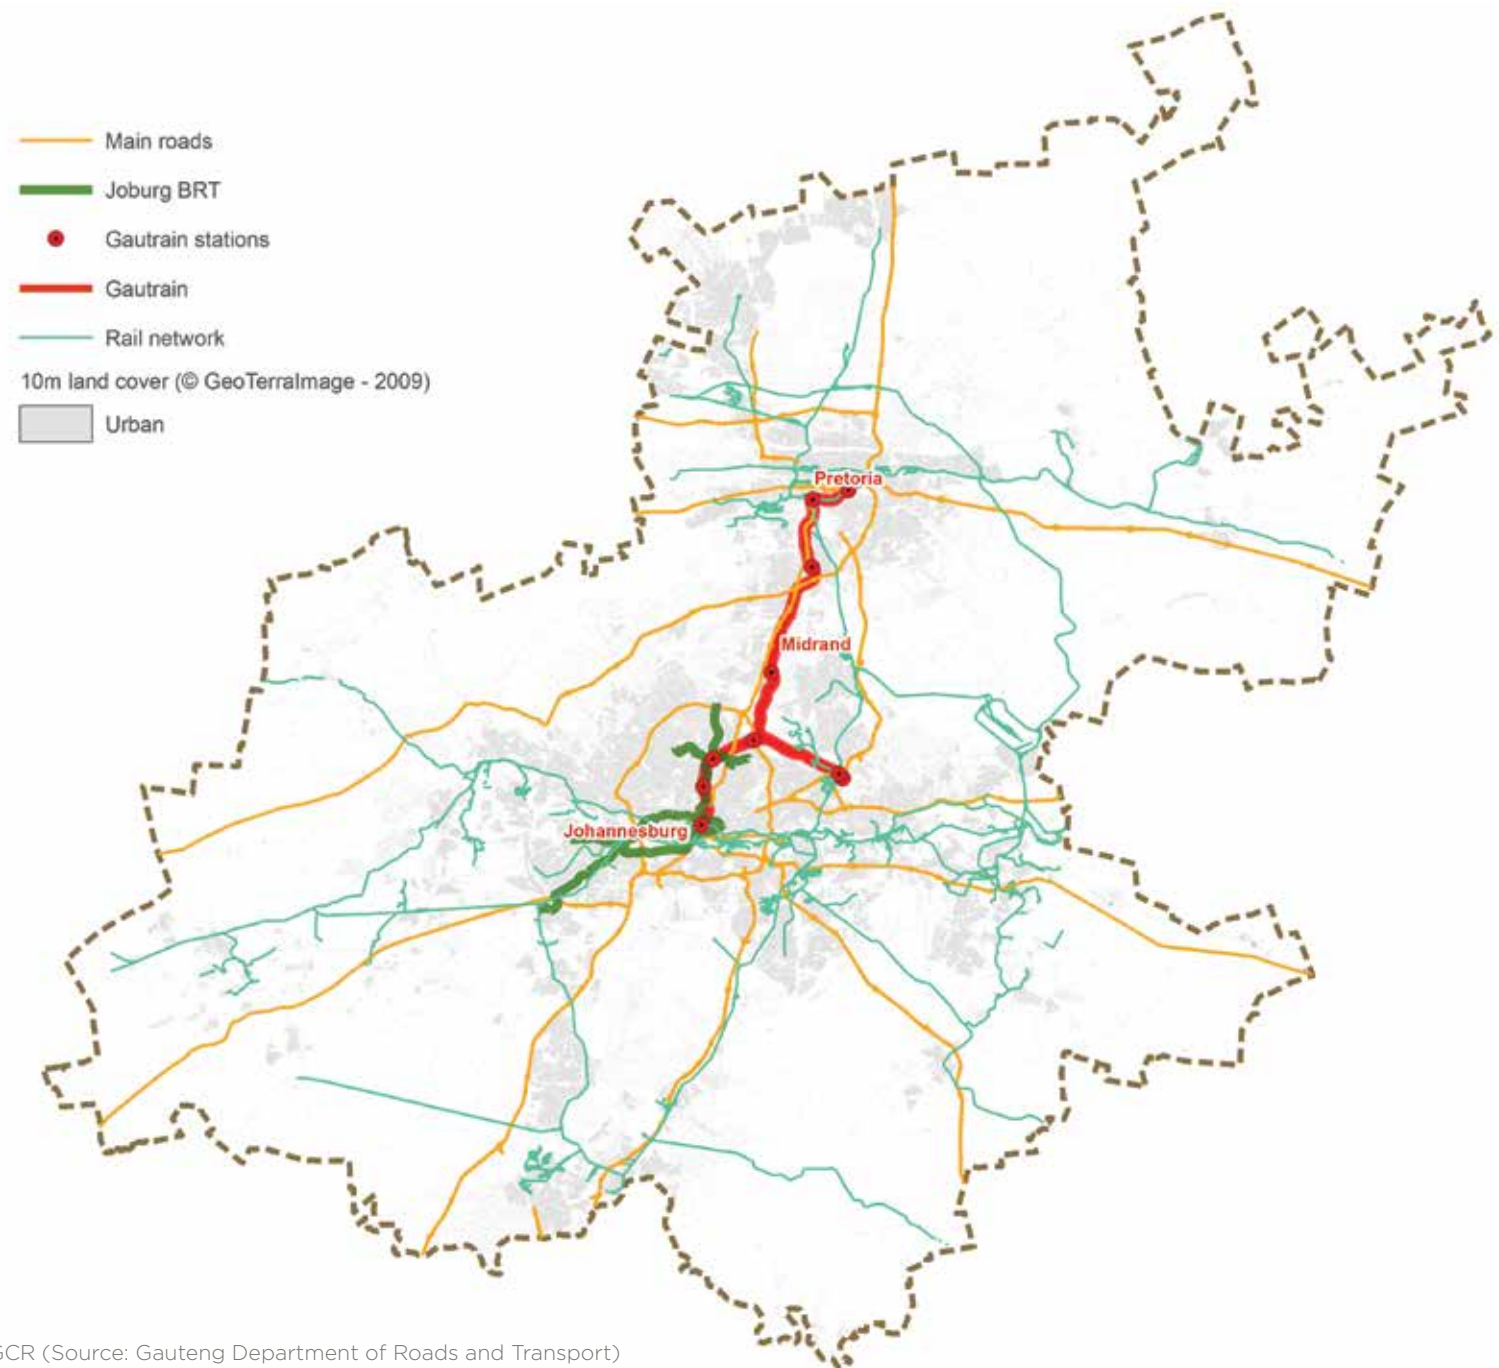 Main roads
Joburg BRT
Gautrain stations
Gautrain
Rail network
10m land cover (© GeoTerraImage - 2009)
Urban
Pretoria
Midrand
Johannesburg
GCR (Source: Gauteng Department of Roads and Transport)